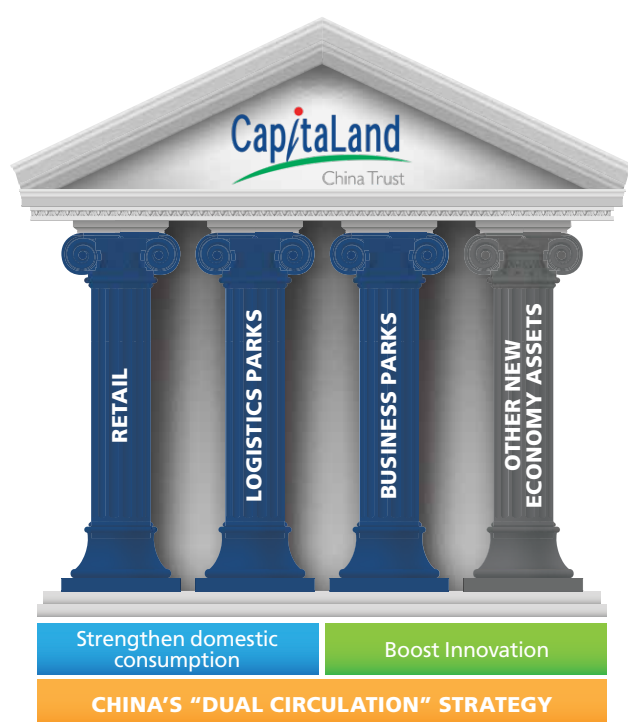 CapitaLand
China Trust
RETAIL
LOGISTICS PARKS
BUSINESS PARKS
OTHER NEW
ECONOMY ASSETS
Strengthen domestic
consumption
Boost Innovation
CHINA'S “DUAL CIRCULATION” STRATEGY